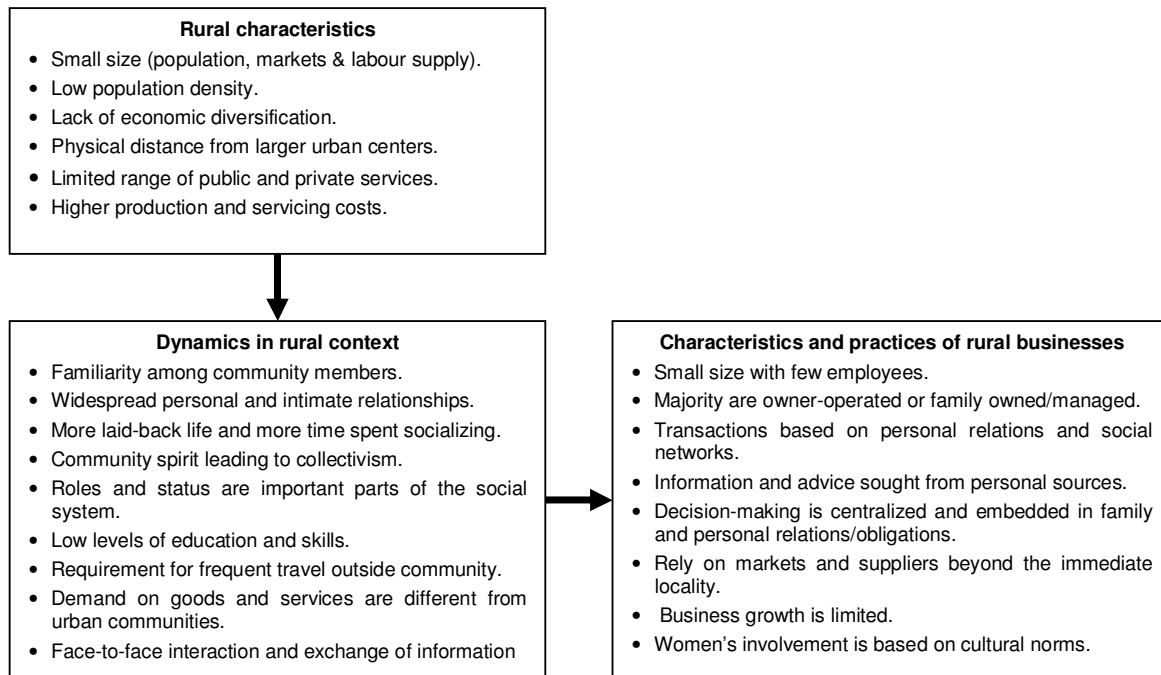 Rural characteristics
• Small size (population, markets & labour supply).
• Low population density.
• Lack of economic diversification.
• Physical distance from larger urban centers.
• Limited range of public and private services.
• Higher production and servicing costs.
Dynamics in rural context
• Familiarity among community members.
• Widespread personal and intimate relationships.
• More laid-back life and more time spent socializing.
• Community spirit leading to collectivism.
• Roles and status are important parts of the social
system.
• Low levels of education and skills.
• Requirement for frequent travel outside community.
• Demand on goods and services are different from
urban communities.
• Face-to-face interaction and exchange of information
Characteristics and practices of rural businesses
• Small size with few employees.
• Majority are owner-operated or family owned/managed.
• Transactions based on personal relations and social
networks.
• Information and advice sought from personal sources.
• Decision-making is centralized and embedded in family
and personal relations/obligations.
• Rely on markets and suppliers beyond the immediate
locality.
• Business growth is limited.
• Women’s involvement is based on cultural norms.